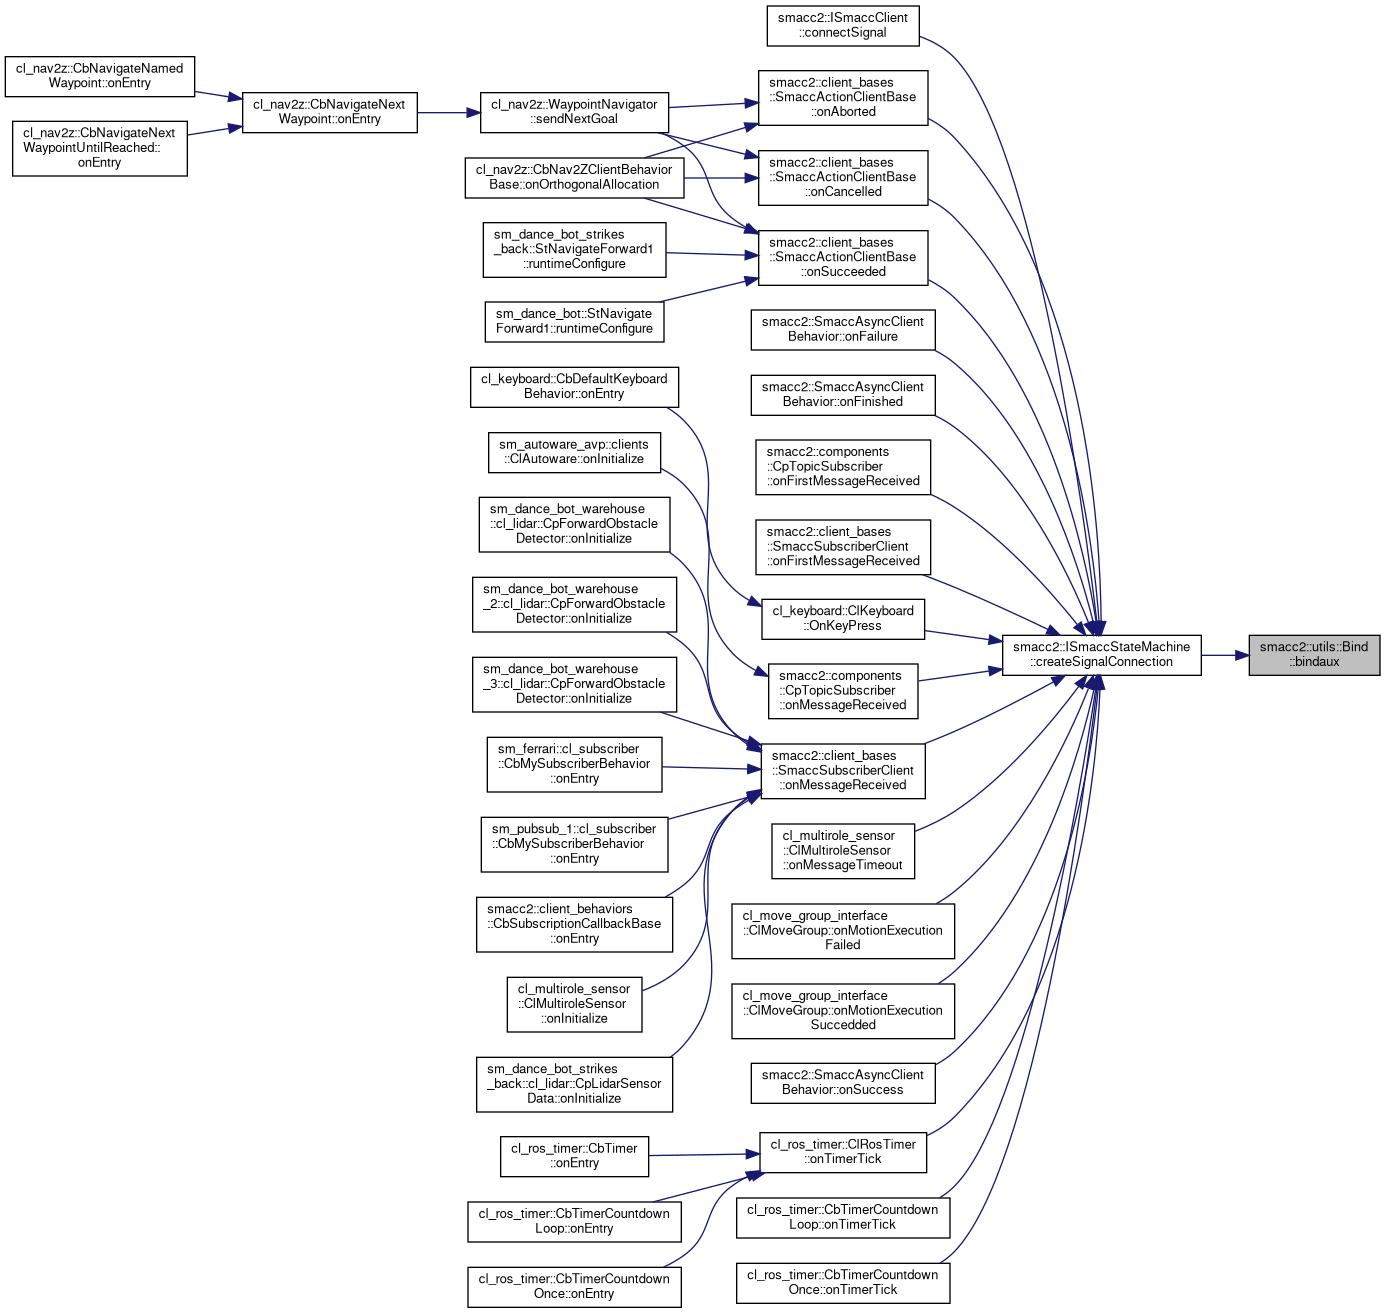 smacc2::ISmaccClient
::connectSignal
cl_nav2z::CbNavigateNamed
Waypoint::onEntry
cl_nav2z::CbNavigateNext
WaypointUntilReached::
onEntry
cl_nav2z::CbNavigateNext
Waypoint::onEntry
cl_nav2z::WaypointNavigator
::sendNextGoal
smacc2::client_bases
::SmaccActionClientBase
::onAborted
cl_nav2z::CbNav2ZClientBehavior
Base::onOrthogonalAllocation
smacc2::client_bases
::SmaccActionClientBase
::onCancelled
sm_dance_bot_strikes
_back::StNavigateForward1
::runtimeConfigure
smacc2::client_bases
::SmaccActionClientBase
::onSucceeded
sm_dance_bot::StNavigate
Forward1::runtimeConfigure
smacc2::SmaccAsyncClient
Behavior::onFailure
cl_keyboard::CbDefaultKeyboard
Behavior::onEntry
smacc2::SmaccAsyncClient
Behavior::onFinished
sm_autoware_avp::clients
::ClAutoware::onInitialize
smacc2::components
::CpTopicSubscriber
::onFirstMessageReceived
sm_dance_bot_warehouse
::cl_lidar::CpForwardObstacle
Detector::onInitialize
smacc2::client_bases
::SmaccSubscriberClient
::onFirstMessageReceived
sm_dance_bot_warehouse
_2::cl_lidar::CpForwardObstacle
Detector::onInitialize
cl_keyboard::ClKeyboard
::OnKeyPress
smacc2::ISmaccStateMachine
::createSignalConnection
smacc2::utils::Bind
::bindaux
sm_dance_bot_warehouse
_3::cl_lidar::CpForwardObstacle
Detector::onInitialize
smacc2::components
::CpTopicSubscriber
::onMessageReceived
sm_ferrari::cl_subscriber
::CbMySubscriberBehavior
::onEntry
smacc2::client_bases
::SmaccSubscriberClient
::onMessageReceived
sm_pubsub_1::cl_subscriber
::CbMySubscriberBehavior
::onEntry
cl_multirole_sensor
::ClMultiroleSensor
::onMessageTimeout
smacc2::client_behaviors
::CbSubscriptionCallbackBase
::onEntry
cl_move_group_interface
::ClMoveGroup::onMotionExecution
Failed
cl_multirole_sensor
::ClMultiroleSensor
::onInitialize
cl_move_group_interface
::ClMoveGroup::onMotionExecution
Succedded
sm_dance_bot_strikes
_back::cl_lidar::CpLidarSensor
Data::onInitialize
smacc2::SmaccAsyncClient
Behavior::onSuccess
cl_ros_timer::CbTimer
::onEntry
cl_ros_timer::ClRosTimer
::onTimerTick
cl_ros_timer::CbTimerCountdown
Loop::onEntry
cl_ros_timer::CbTimerCountdown
Loop::onTimerTick
cl_ros_timer::CbTimerCountdown
Once::onEntry
cl_ros_timer::CbTimerCountdown
Once::onTimerTick